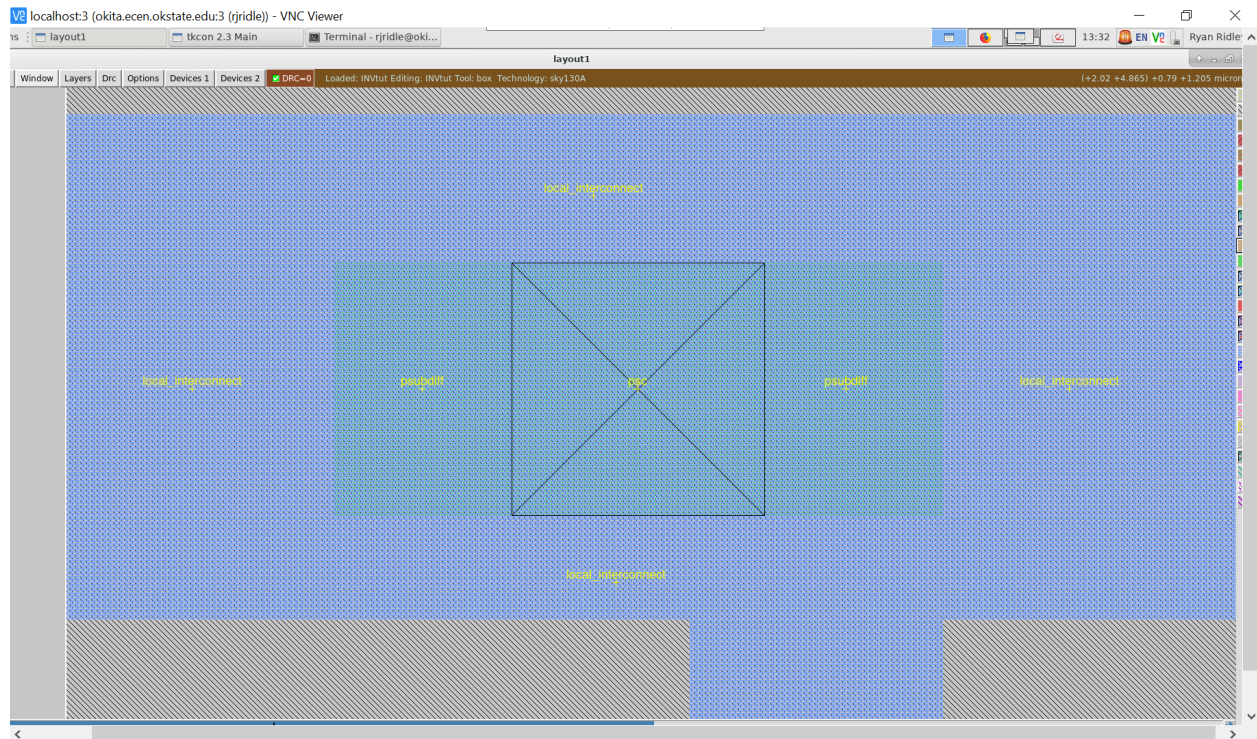 localhost:3 (okita.ecen.okstate.edu:3 (rjridle)) - VNC Viewer
ns layout1 tkcon 2.3 Main Terminal - rjridle@oki... 13:32 EN Ryan Ridle
layout1
Window Layers Drc Options Devices 1 Devices 2 DRC=0 Loaded: INVtut Editing: INVtut Tool: box Technology: sky130A (+2.02 +4.865) +0.79 +1.205 micron
local_interconnect
local_interconnect psubdiff psc psubdiff local_interconnect
local_interconnect